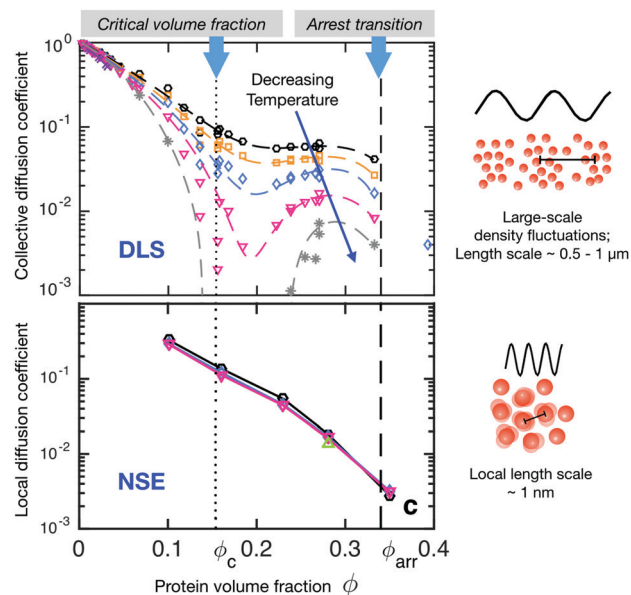 Critical volume fraction
Arrest transition
Collective diffusion coefficient
10⁰
10⁻¹
10⁻²
10⁻³
Decreasing
Temperature
DLS
Large-scale
density fluctuations;
Length scale ~ 0.5 - 1 µm
Local diffusion coefficient
10⁻¹
10⁻²
10⁻³
NSE
c
Local length scale
~ 1 nm
0
0.1
ϕc
0.2
0.3
ϕarr
0.4
Protein volume fraction ϕ